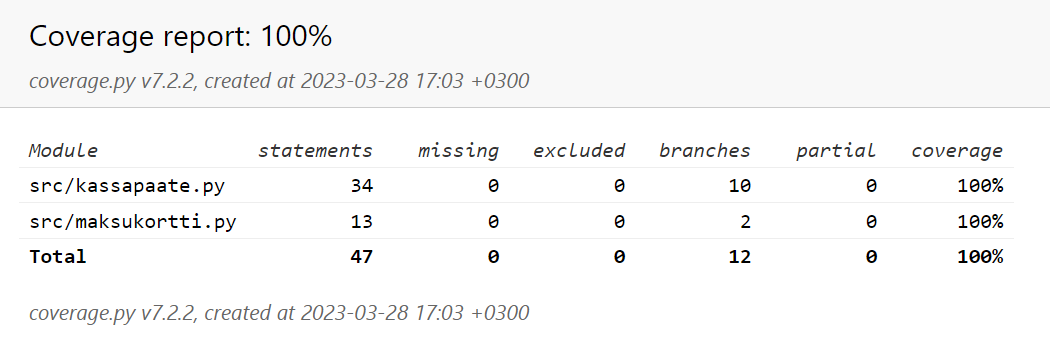 Coverage report: 100%
coverage.py v7.2.2, created at 2023-03-28 17:03 +0300
Module statements missing excluded branches partial coverage
src/kassapaate.py 34 0 0 10 0 100%
src/maksukortti.py 13 0 0 2 0 100%
Total 47 0 0 12 0 100%
coverage.py v7.2.2, created at 2023-03-28 17:03 +0300